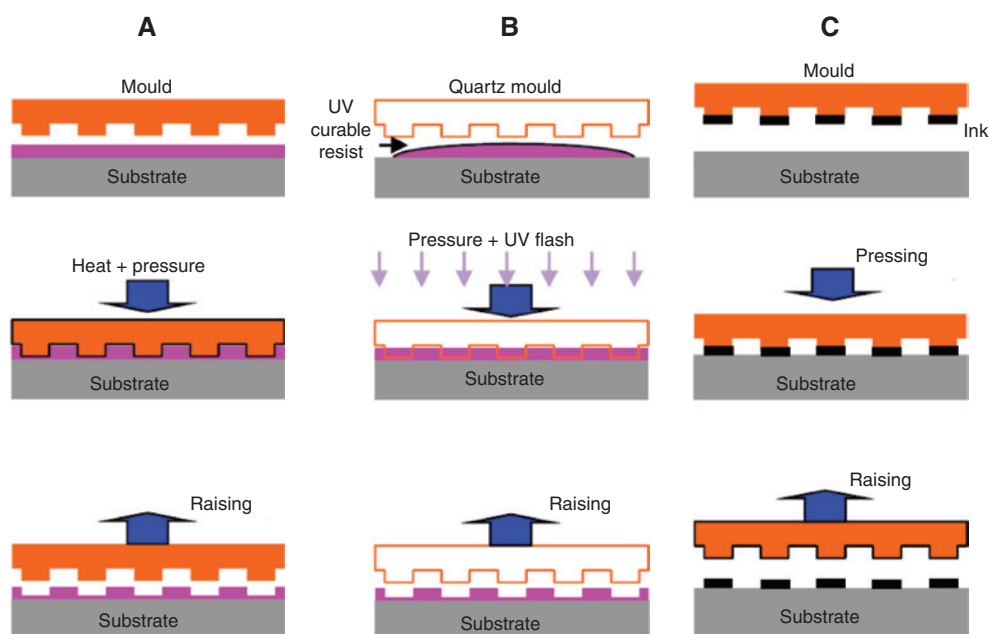 A
Mould
Substrate
Heat + pressure
Substrate
Raising
Substrate
B
Quartz mould
UV
curable
resist
Substrate
Pressure + UV flash
Substrate
Raising
Substrate
C
Mould
Ink
Substrate
Pressing
Substrate
Raising
Substrate